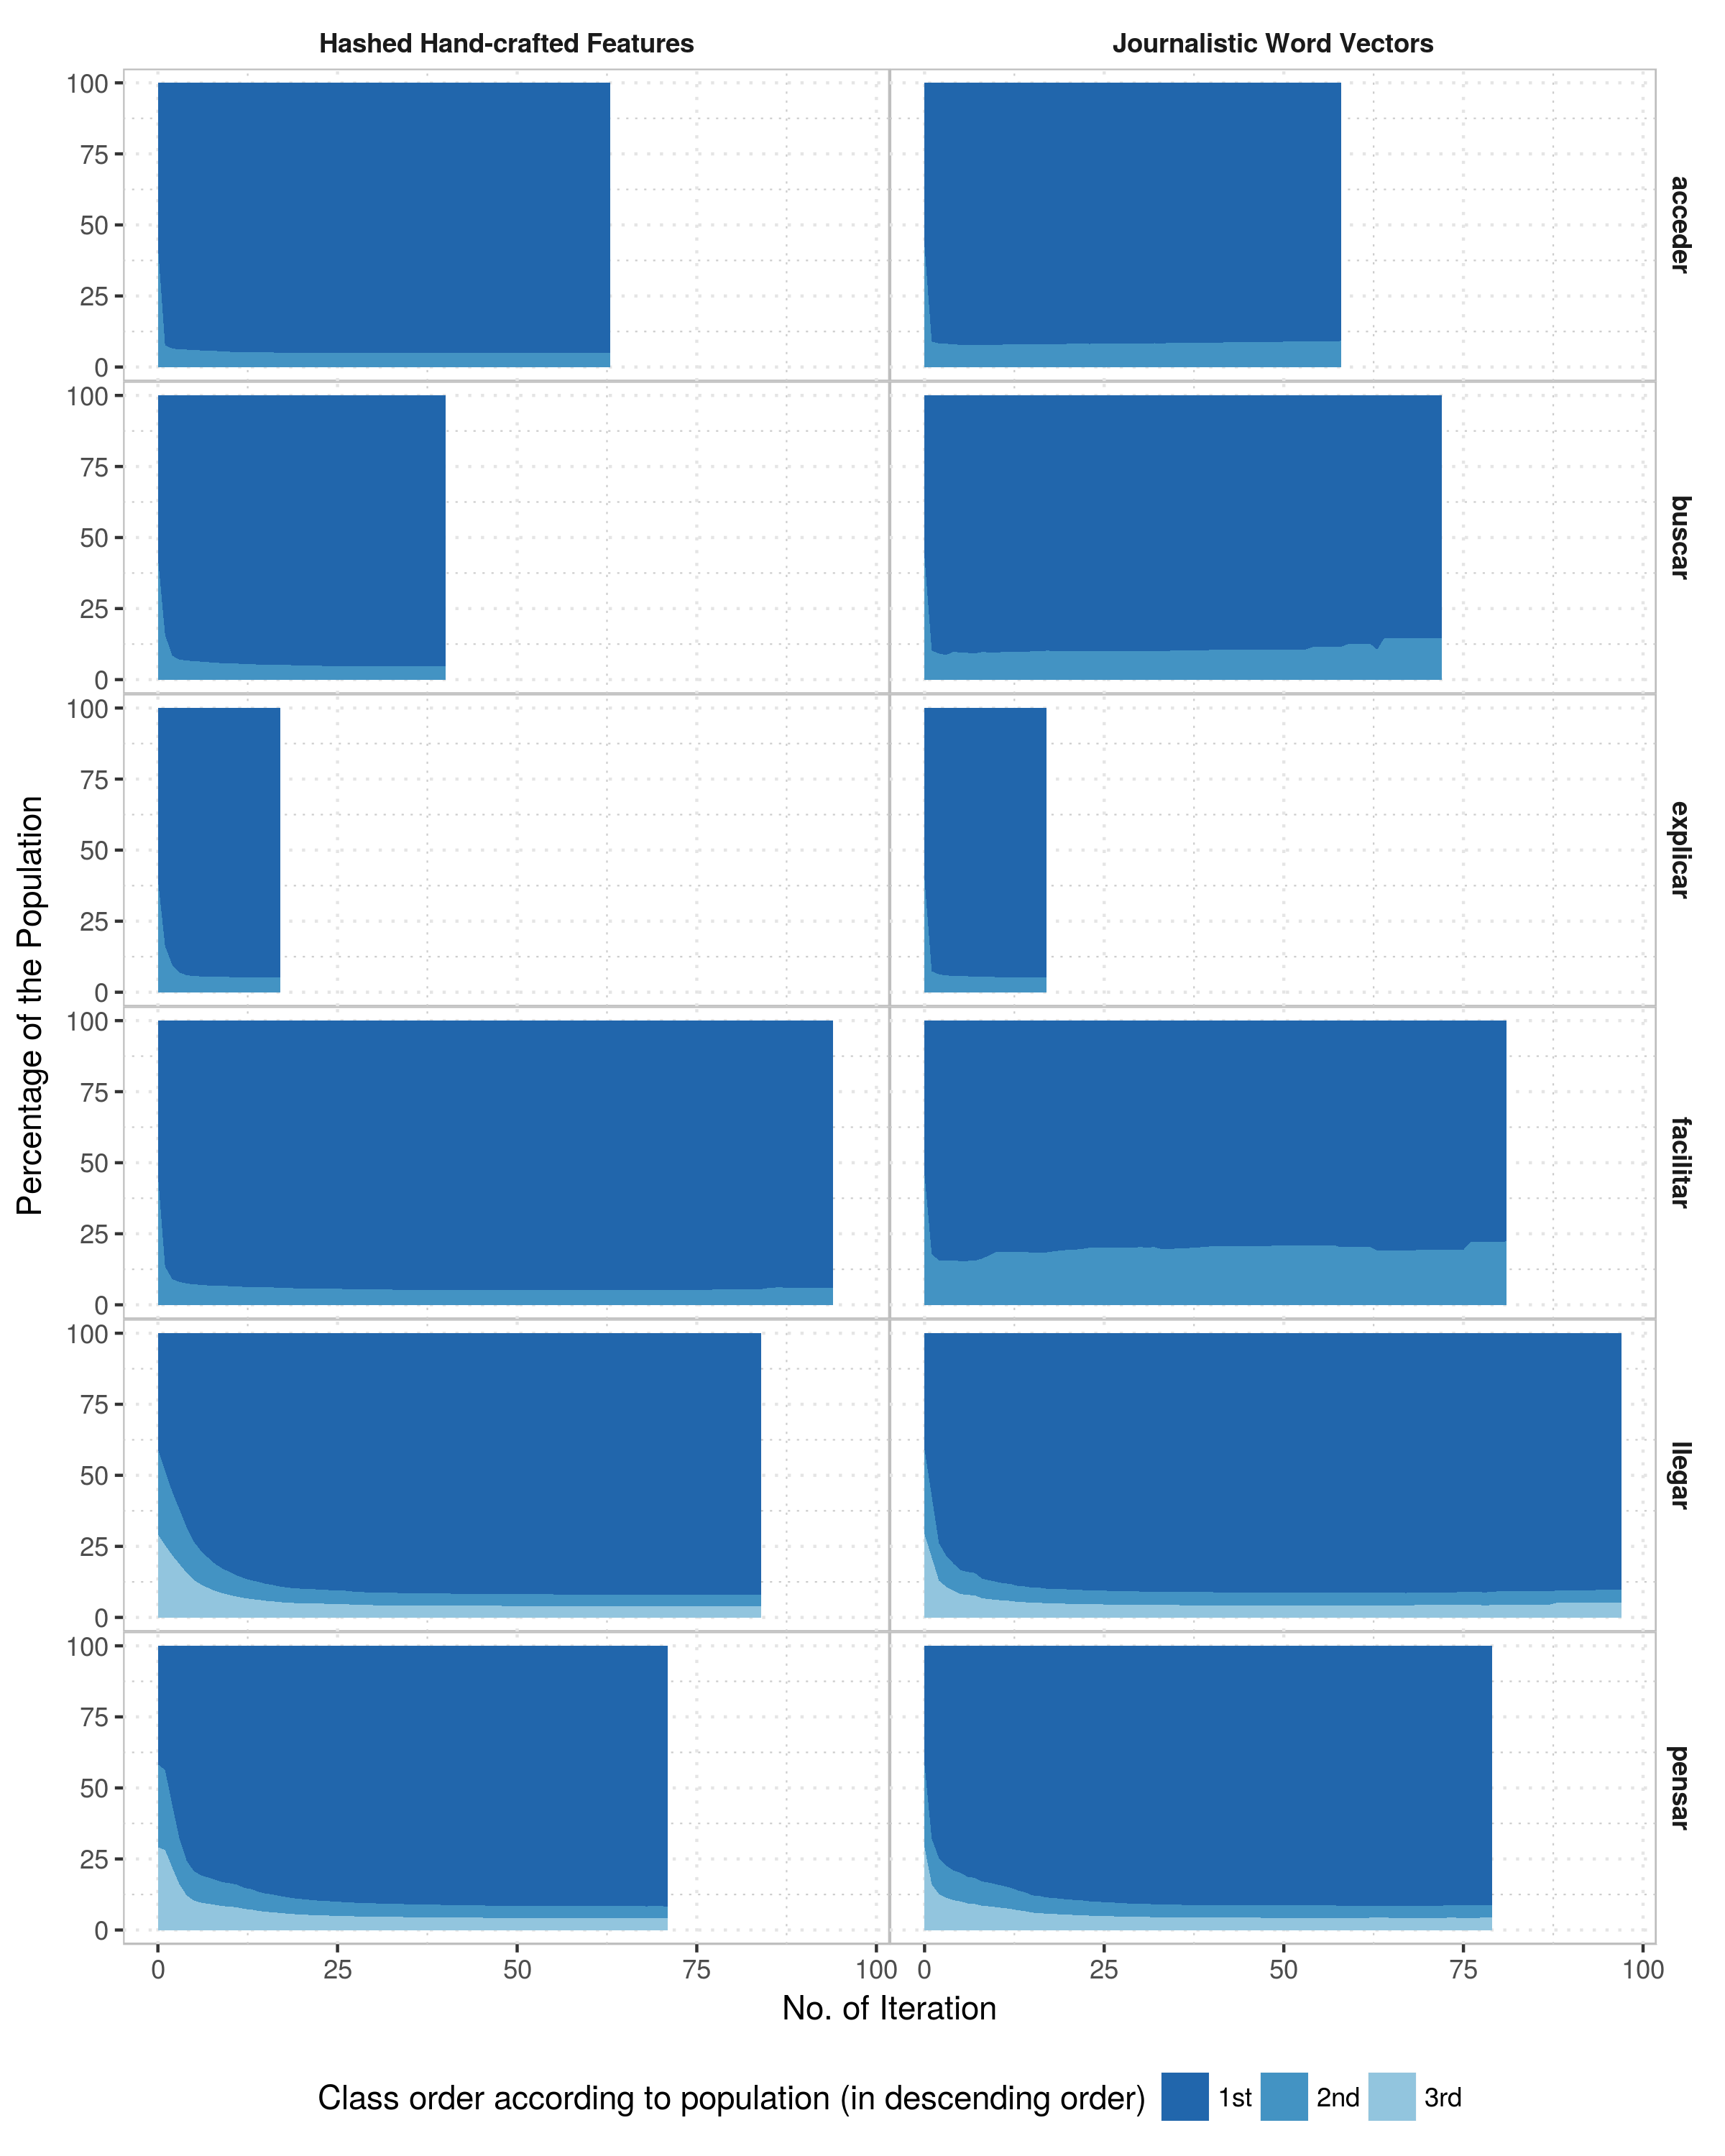 Hashed Hand-crafted Features Journalistic Word Vectors
100
75
50
25
0
acceder
100
75
50
25
0
buscar
100
75
50
25
0
explicar
100
75
50
25
0
facilitar
100
75
50
25
0
llegar
100
75
50
25
0
pensar
Percentage of the Population
0 25 50 75 100 0 25 50 75 100
No. of Iteration
Class order according to population (in descending order) 1st 2nd 3rd